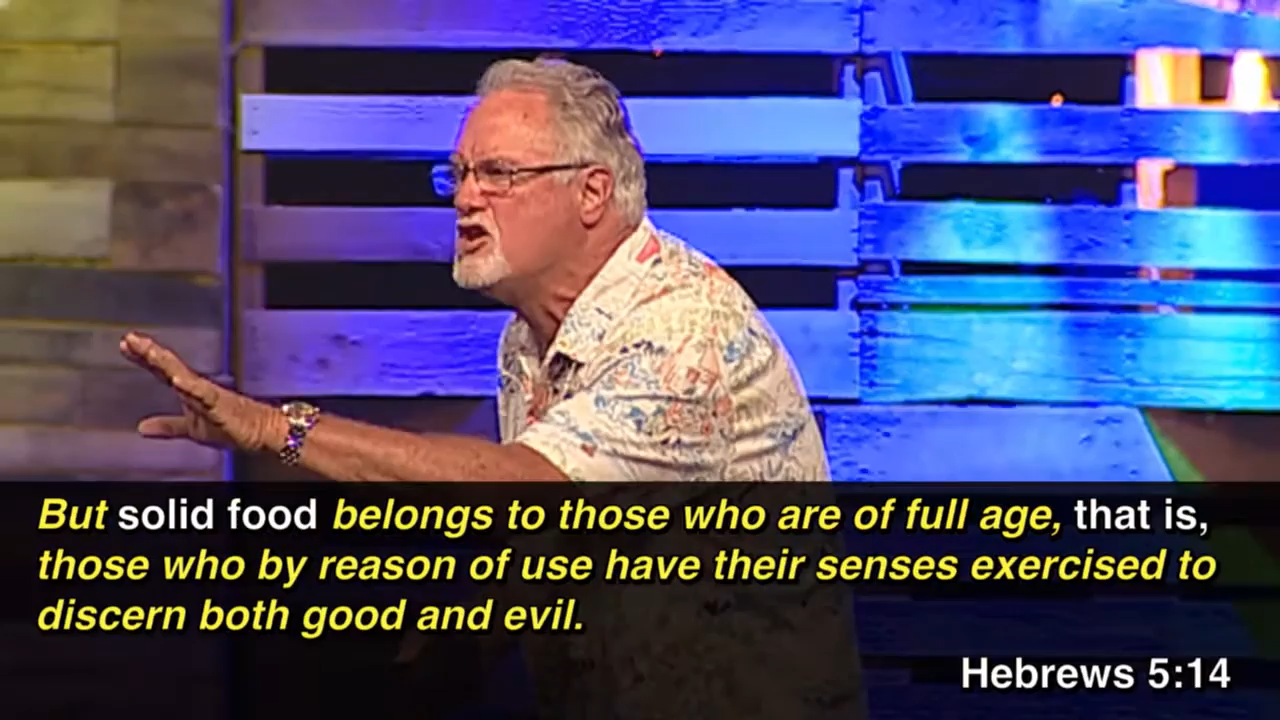 But solid food belongs to those who are of full age, that is,
those who by reason of use have their senses exercised to
discern both good and evil.
Hebrews 5:14